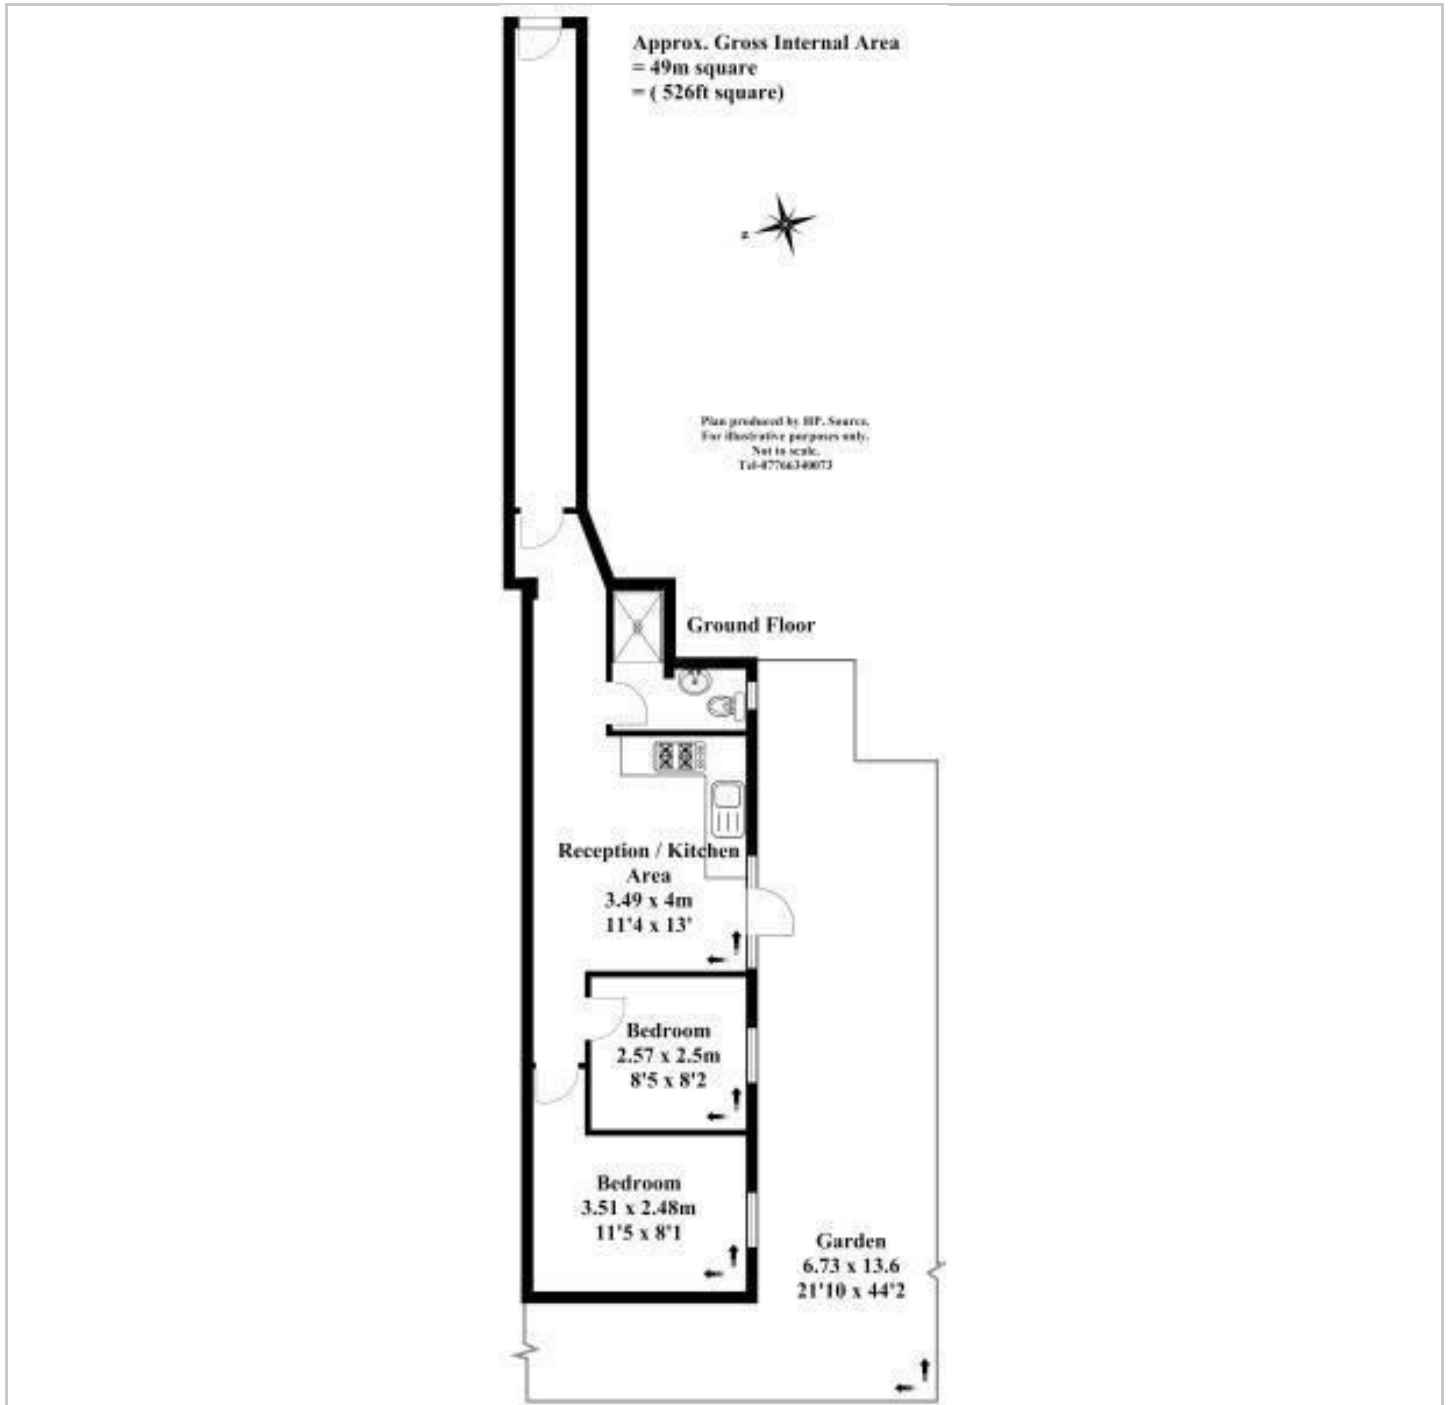 Approx. Gross Internal Area
= 49m square
= ( 526ft square)
z
Plan produced by HP. Source.
For illustrative purposes only.
Not to scale.
Tel-07766340073
Ground Floor
Reception / Kitchen
Area
3.49 x 4m
11'4 x 13'
Bedroom
2.57 x 2.5m
8'5 x 8'2
Bedroom
3.51 x 2.48m
11'5 x 8'1
Garden
6.73 x 13.6
21'10 x 44'2